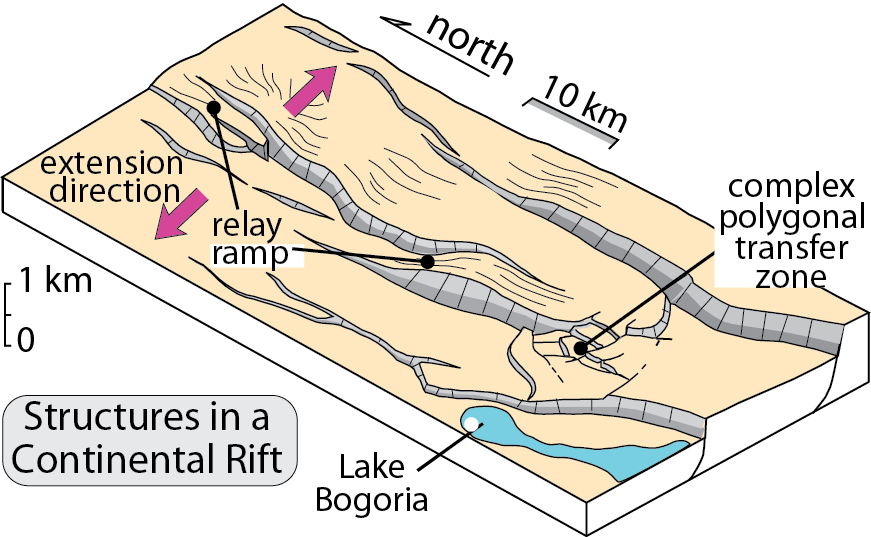 north
10 km
extension
direction
relay
ramp
complex
polygonal
transfer
zone
1 km
0
Structures in a
Continental Rift
Lake
Bogoria